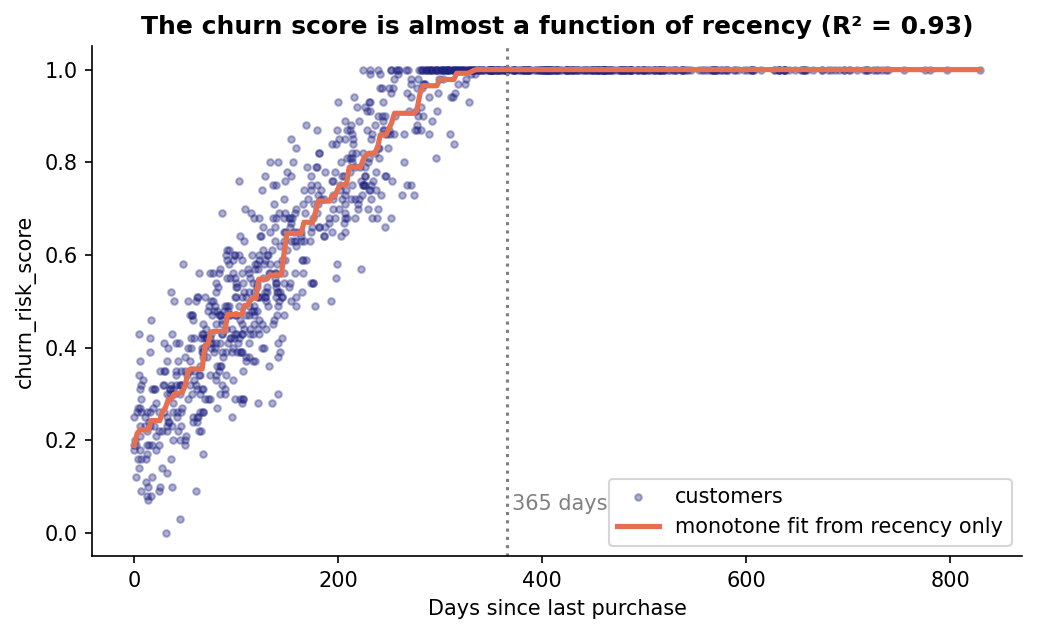 The churn score is almost a function of recency (R² = 0.93)
churn_risk_score
1.0
0.8
0.6
0.4
0.2
0.0
365 days
customers
monotone fit from recency only
0
200
400
600
800
Days since last purchase